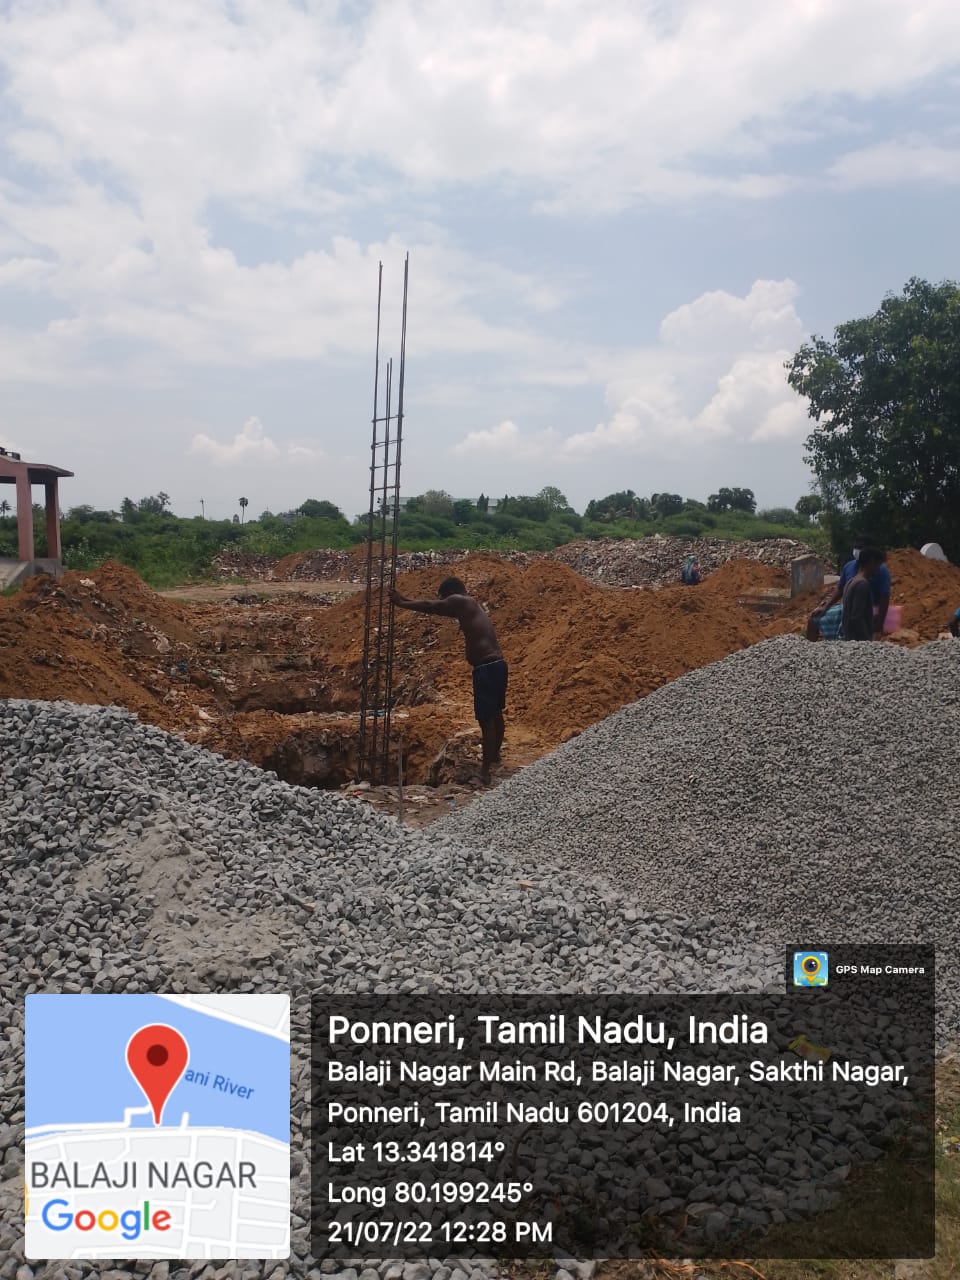 GPS Map Camera
Ponneri, Tamil Nadu, India
Balaji Nagar Main Rd, Balaji Nagar, Sakthi Nagar,
Ponneri, Tamil Nadu 601204, India
Lat 13.341814°
Long 80.199245°
21/07/22 12:28 PM
ani River
BALAJI NAGAR
Google